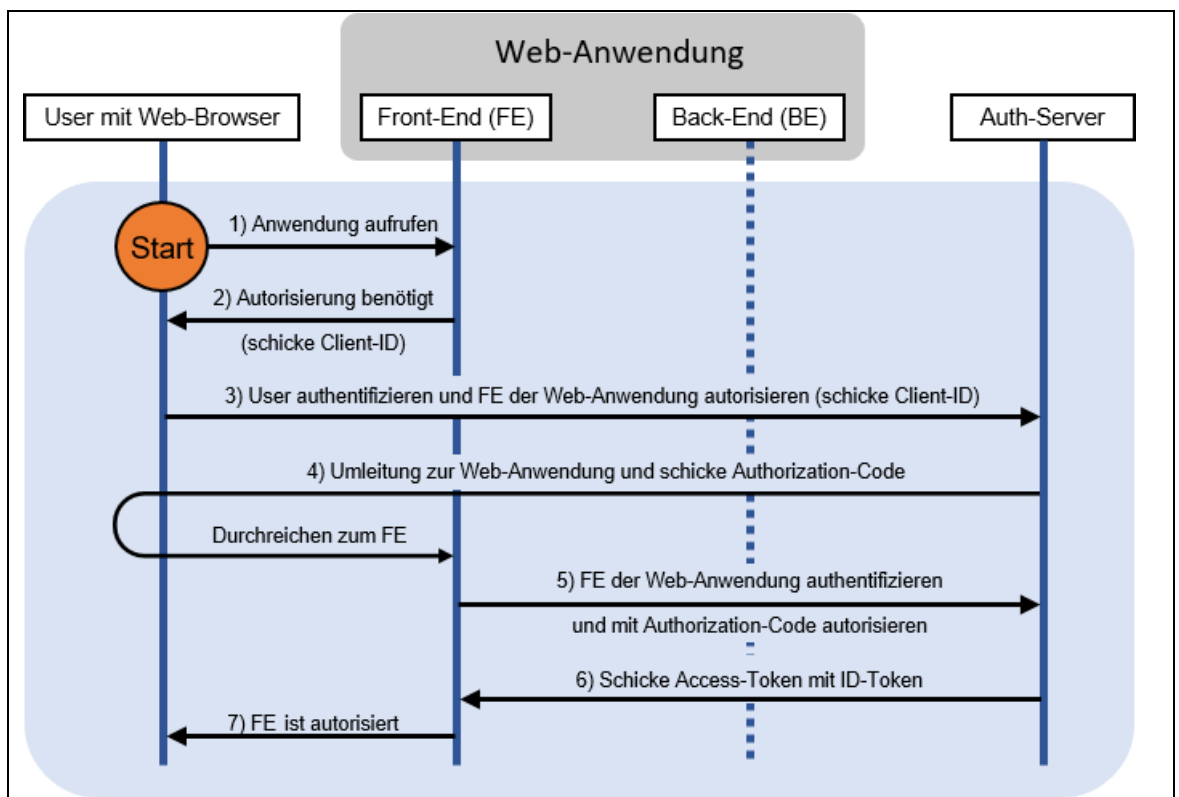 Web-Anwendung
User mit Web-Browser
Front-End (FE)
Back-End (BE)
Auth-Server
Start
1) Anwendung aufrufen
2) Autorisierung benötigt
(schicke Client-ID)
3) User authentifizieren und FE der Web-Anwendung autorisieren (schicke Client-ID)
4) Umleitung zur Web-Anwendung und schicke Authorization-Code
Durchreichen zum FE
5) FE der Web-Anwendung authentifizieren
und mit Authorization-Code autorisieren
6) Schicke Access-Token mit ID-Token
7) FE ist autorisiert